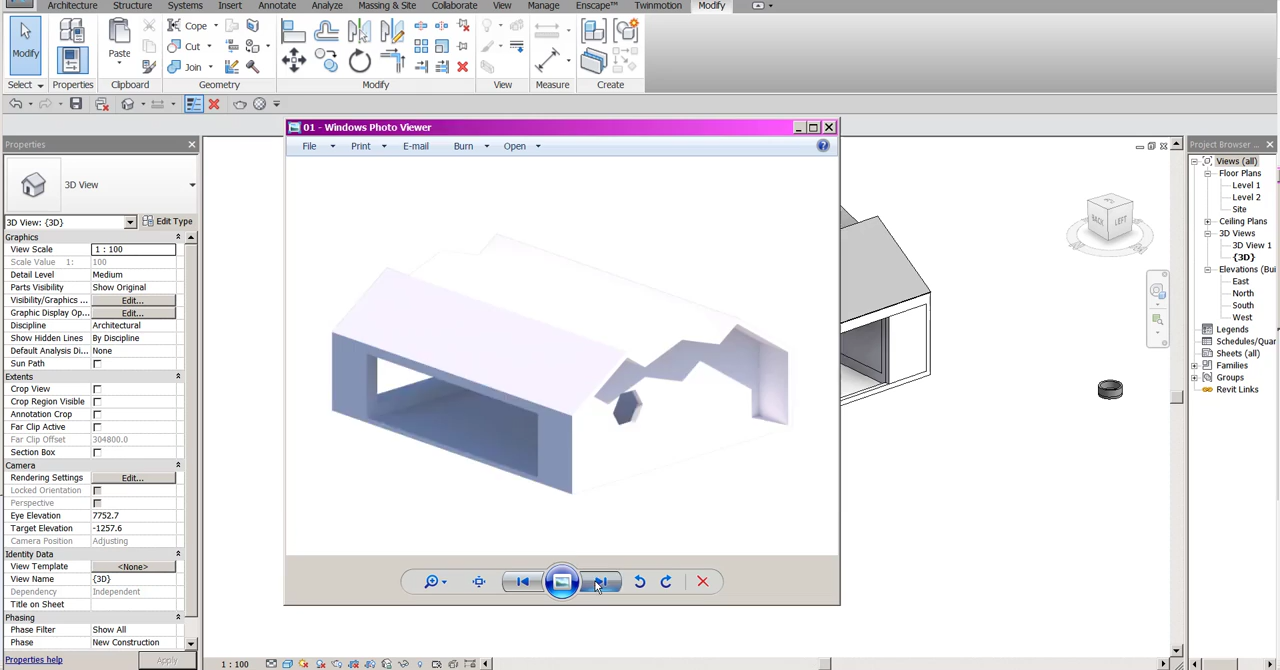 Architecture Structure Systems Insert Annotate Analyze Massing & Site Collaborate View Manage Enscape™ Twinmotion Modify
Modify Paste Cope Cut Join
Select Properties Clipboard Geometry Modify View Measure Create
Properties
3D View
3D View: {3D} Edit Type
Graphics
View Scale 1 : 100
Scale Value 1: 100
Detail Level Medium
Parts Visibility Show Original
Visibility/Graphics ... Edit...
Graphic Display Op... Edit...
Discipline Architectural
Show Hidden Lines By Discipline
Default Analysis Di... None
Sun Path
Extents
Crop View
Crop Region Visible
Annotation Crop
Far Clip Active
Far Clip Offset 304800.0
Section Box
Camera
Rendering Settings Edit...
Locked Orientation
Perspective
Eye Elevation 7752.7
Target Elevation -1257.6
Camera Position Adjusting
Identity Data
View Template <None>
View Name {3D}
Dependency Independent
Title on Sheet
Phasing
Phase Filter Show All
Phase New Construction
Properties help Apply
01 - Windows Photo Viewer
File Print E-mail Burn Open
BACK LEFT
1 : 100
Project Browser ...
Views (all)
Floor Plans
Level 1
Level 2
Site
Ceiling Plans
3D Views
3D View 1
{3D}
Elevations (Bui
East
North
South
West
Legends
Schedules/Quar
Sheets (all)
Families
Groups
Revit Links